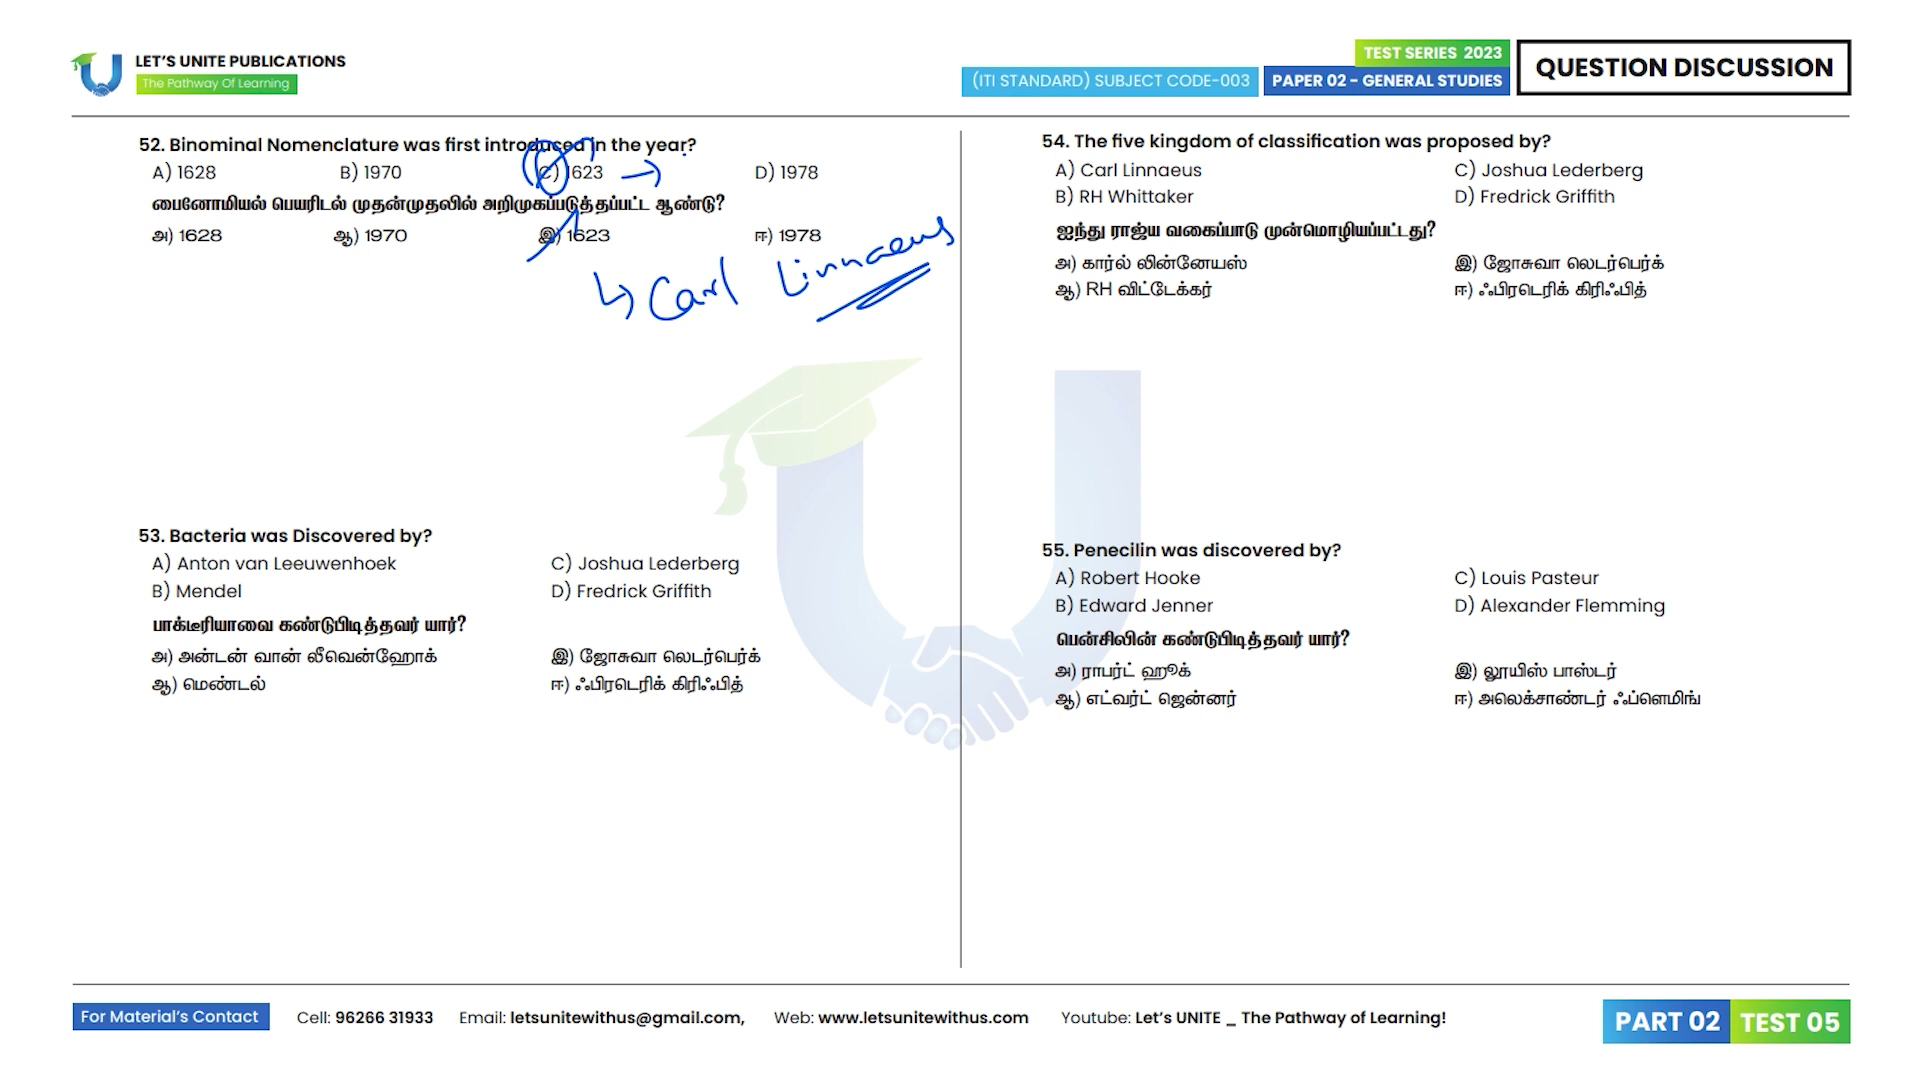 LET'S UNITE PUBLICATIONS
The Pathway Of Learning
TEST SERIES 2023
(ITI STANDARD) SUBJECT CODE-003
PAPER 02 - GENERAL STUDIES
QUESTION DISCUSSION
52. Binominal Nomenclature was first introduced in the year?
A) 1628 B) 1970 C) 1623 D) 1978
பைனோமியல் பெயரிடல் முதன்முதலில் அறிமுகப்படுத்தப்பட்ட ஆண்டு?
அ) 1628 ஆ) 1970 இ) 1623 ஈ) 1978
Carl Linnaeus
53. Bacteria was Discovered by?
A) Anton van Leeuwenhoek C) Joshua Lederberg
B) Mendel D) Fredrick Griffith
பாக்டீரியாவை கண்டுபிடித்தவர் யார்?
அ) அன்டன் வான் லீவென்ஹோக் இ) ஜோசுவா லெடர்பெர்க்
ஆ) மெண்டல் ஈ) ஃபிரடெரிக் கிரிஃபித்
54. The five kingdom of classification was proposed by?
A) Carl Linnaeus C) Joshua Lederberg
B) RH Whittaker D) Fredrick Griffith
ஐந்து ராஜ்ய வகைப்பாடு முன்மொழியப்பட்டது?
அ) கார்ல் லின்னேயஸ் இ) ஜோசுவா லெடர்பெர்க்
ஆ) RH விட்டேக்கர் ஈ) ஃபிரடெரிக் கிரிஃபித்
55. Penecilin was discovered by?
A) Robert Hooke C) Louis Pasteur
B) Edward Jenner D) Alexander Flemming
பென்சிலின் கண்டுபிடித்தவர் யார்?
அ) ராபர்ட் ஹூக் இ) லூயிஸ் பாஸ்டர்
ஆ) எட்வர்ட் ஜென்னர் ஈ) அலெக்சாண்டர் ஃப்ளெமிங்
For Material's Contact Cell: 96266 31933 Email: letsunitewithus@gmail.com, Web: www.letsunitewithus.com Youtube: Let's UNITE _ The Pathway of Learning!
PART 02 TEST 05